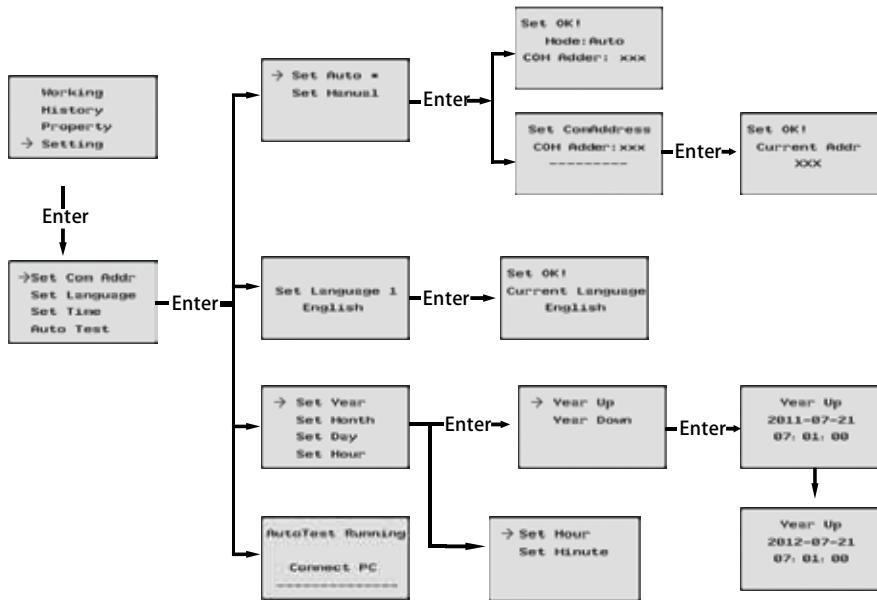 Working
History
Property
→ Setting
Enter
→Set Com Addr
Set Language
Set Time
Auto Test
Enter
→ Set Auto *
Set Manual
Enter
Set OK!
Mode:Auto
COM Adder: xxx
Set ComAddress
COM Adder:xxx
---------
Enter
Set OK!
Current Addr
XXX
Set Language 1
English
Enter
Set OK!
Current Language
English
→ Set Year
Set Month
Set Day
Set Hour
Enter
→ Year Up
Year Down
Enter
Year Up
2011-07-21
07: 01: 00
Year Up
2012-07-21
07: 01: 00
→ Set Hour
Set Minute
AutoTest Running
Connect PC
--------------